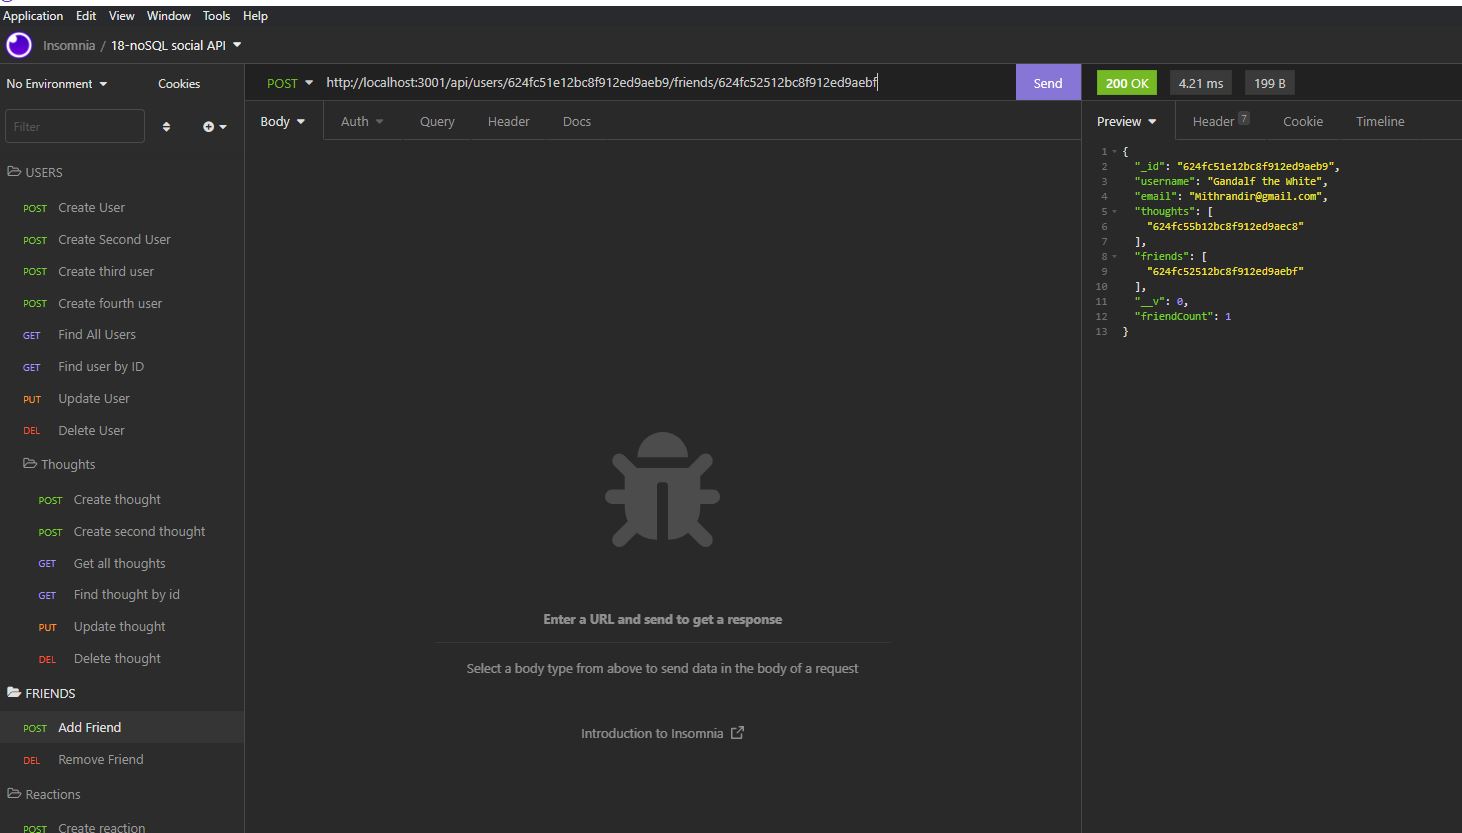 Application Edit View Window Tools Help
Insomnia / 18-noSQL social API
No Environment Cookies
Filter
USERS
POST Create User
POST Create Second User
POST Create third user
POST Create fourth user
GET Find All Users
GET Find user by ID
PUT Update User
DEL Delete User
Thoughts
POST Create thought
POST Create second thought
GET Get all thoughts
GET Find thought by id
PUT Update thought
DEL Delete thought
FRIENDS
POST Add Friend
DEL Remove Friend
Reactions
POST Create reaction
POST http://localhost:3001/api/users/624fc51e12bc8f912ed9aeb9/friends/624fc52512bc8f912ed9aebf Send
Body Auth Query Header Docs
Enter a URL and send to get a response
Select a body type from above to send data in the body of a request
Introduction to Insomnia
200 OK 4.21 ms 199 B
Preview Header 7 Cookie Timeline
1 {
2 "_id": "624fc51e12bc8f912ed9aeb9",
3 "username": "Gandalf the White",
4 "email": "Mithrandir@gmail.com",
5 "thoughts": [
6 "624fc55b12bc8f912ed9aec8"
7 ],
8 "friends": [
9 "624fc52512bc8f912ed9aebf"
10 ],
11 "__v": 0,
12 "friendCount": 1
13 }